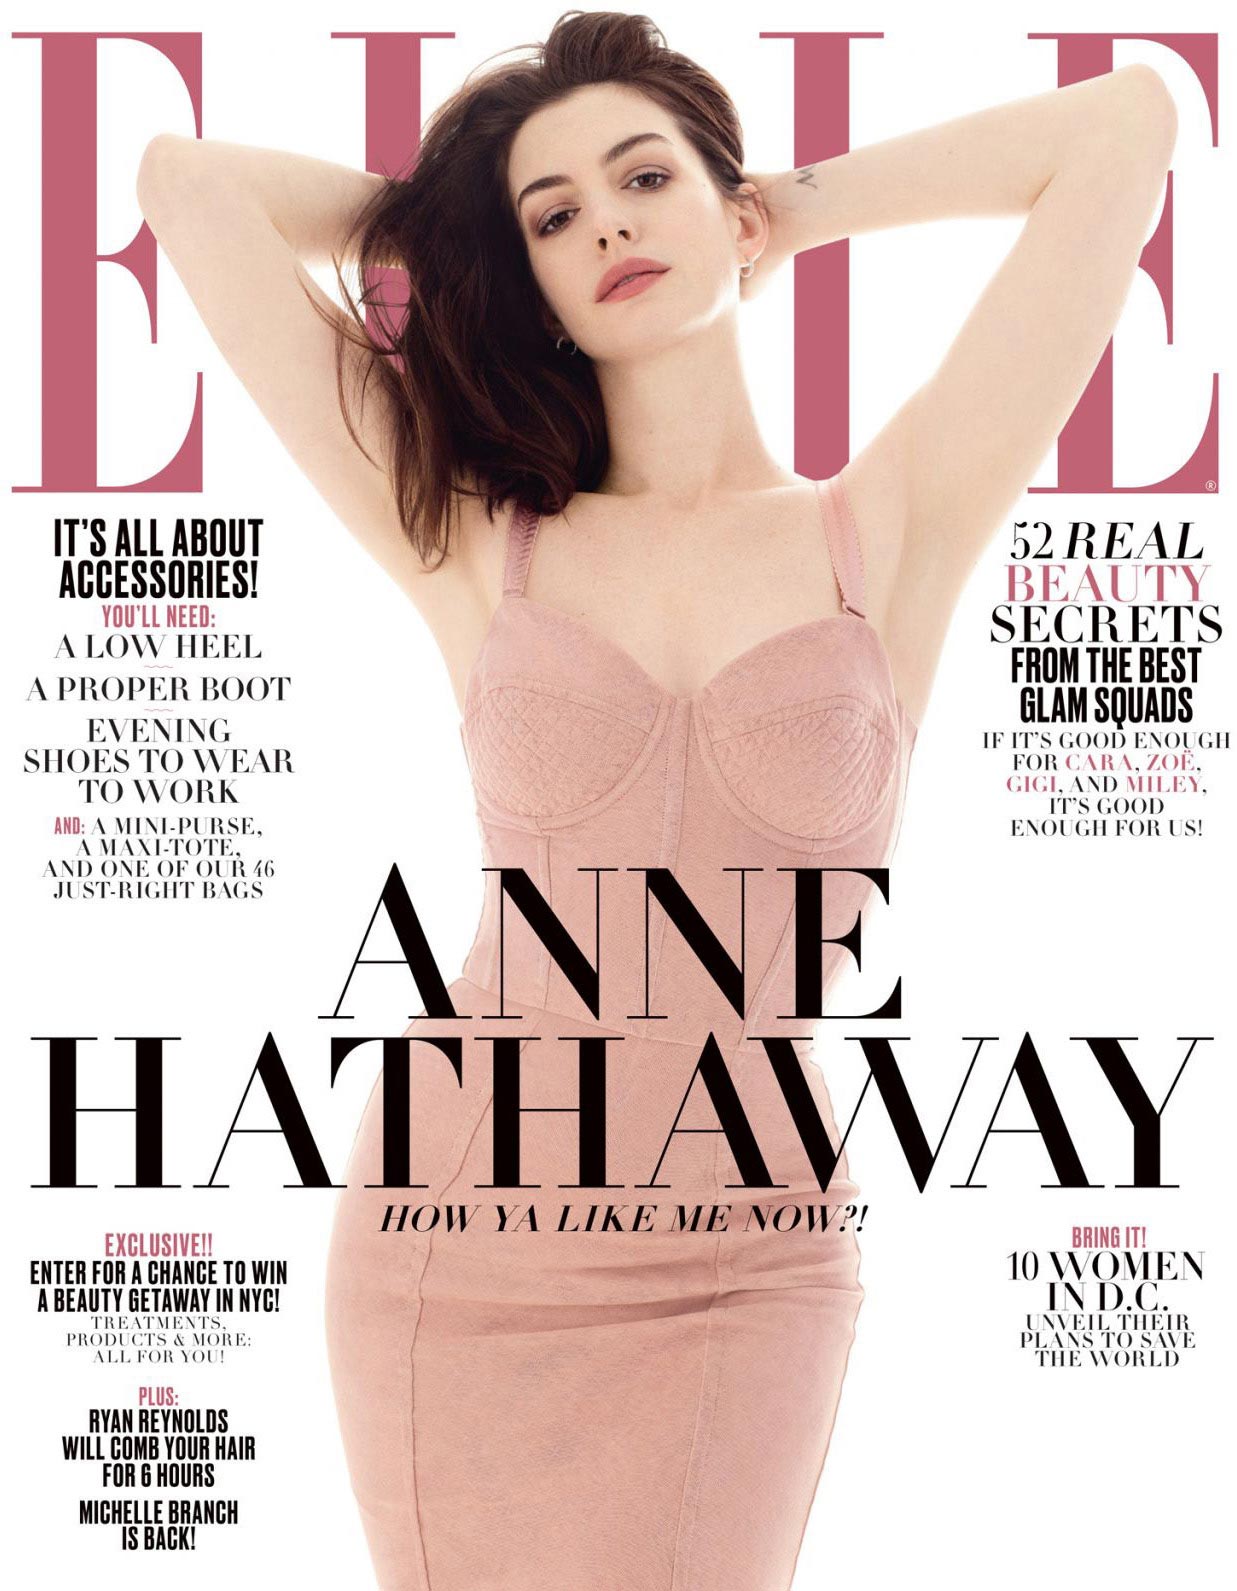 ELLE
®
IT'S ALL ABOUT
ACCESSORIES!
YOU'LL NEED:
A LOW HEEL
A PROPER BOOT
EVENING
SHOES TO WEAR
TO WORK
AND: A MINI-PURSE,
A MAXI-TOTE,
AND ONE OF OUR 46
JUST-RIGHT BAGS
52 REAL
BEAUTY
SECRETS
FROM THE BEST
GLAM SQUADS
IF IT'S GOOD ENOUGH
FOR CARA, ZOË,
GIGI, AND MILEY,
IT'S GOOD
ENOUGH FOR US!
ANNE
HATHAWAY
HOW YA LIKE ME NOW?!
EXCLUSIVE!!
ENTER FOR A CHANCE TO WIN
A BEAUTY GETAWAY IN NYC!
TREATMENTS,
PRODUCTS & MORE:
ALL FOR YOU!
PLUS:
RYAN REYNOLDS
WILL COMB YOUR HAIR
FOR 6 HOURS
MICHELLE BRANCH
IS BACK!
BRING IT!
10 WOMEN
IN D.C.
UNVEIL THEIR
PLANS TO SAVE
THE WORLD